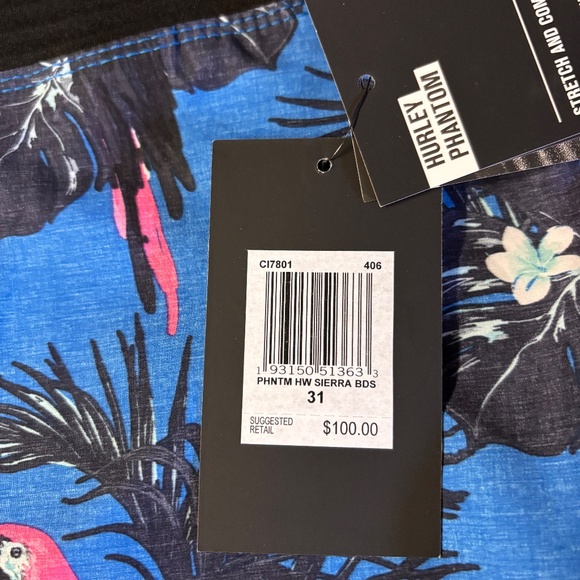 HURLEY
PHANTOM
STRETCH AND
CI7801 406
1 93150 51363 3
PHNTM HW SIERRA BDS
31
SUGGESTED
RETAIL $100.00